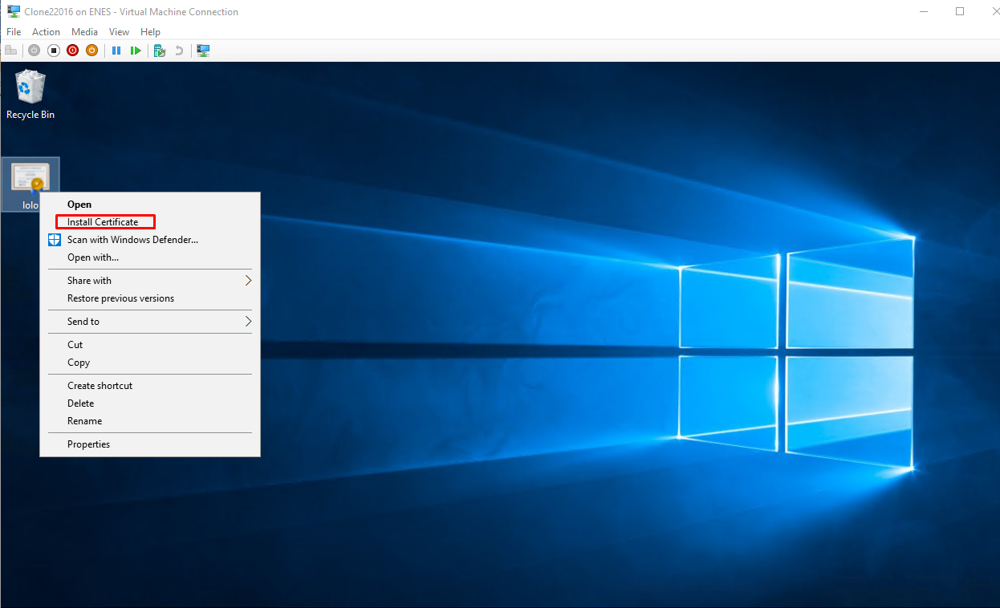 Clone22016 on ENES - Virtual Machine Connection
File Action Media View Help
Recycle Bin
lolo
Open
Install Certificate
Scan with Windows Defender...
Open with...
Share with
Restore previous versions
Send to
Cut
Copy
Create shortcut
Delete
Rename
Properties